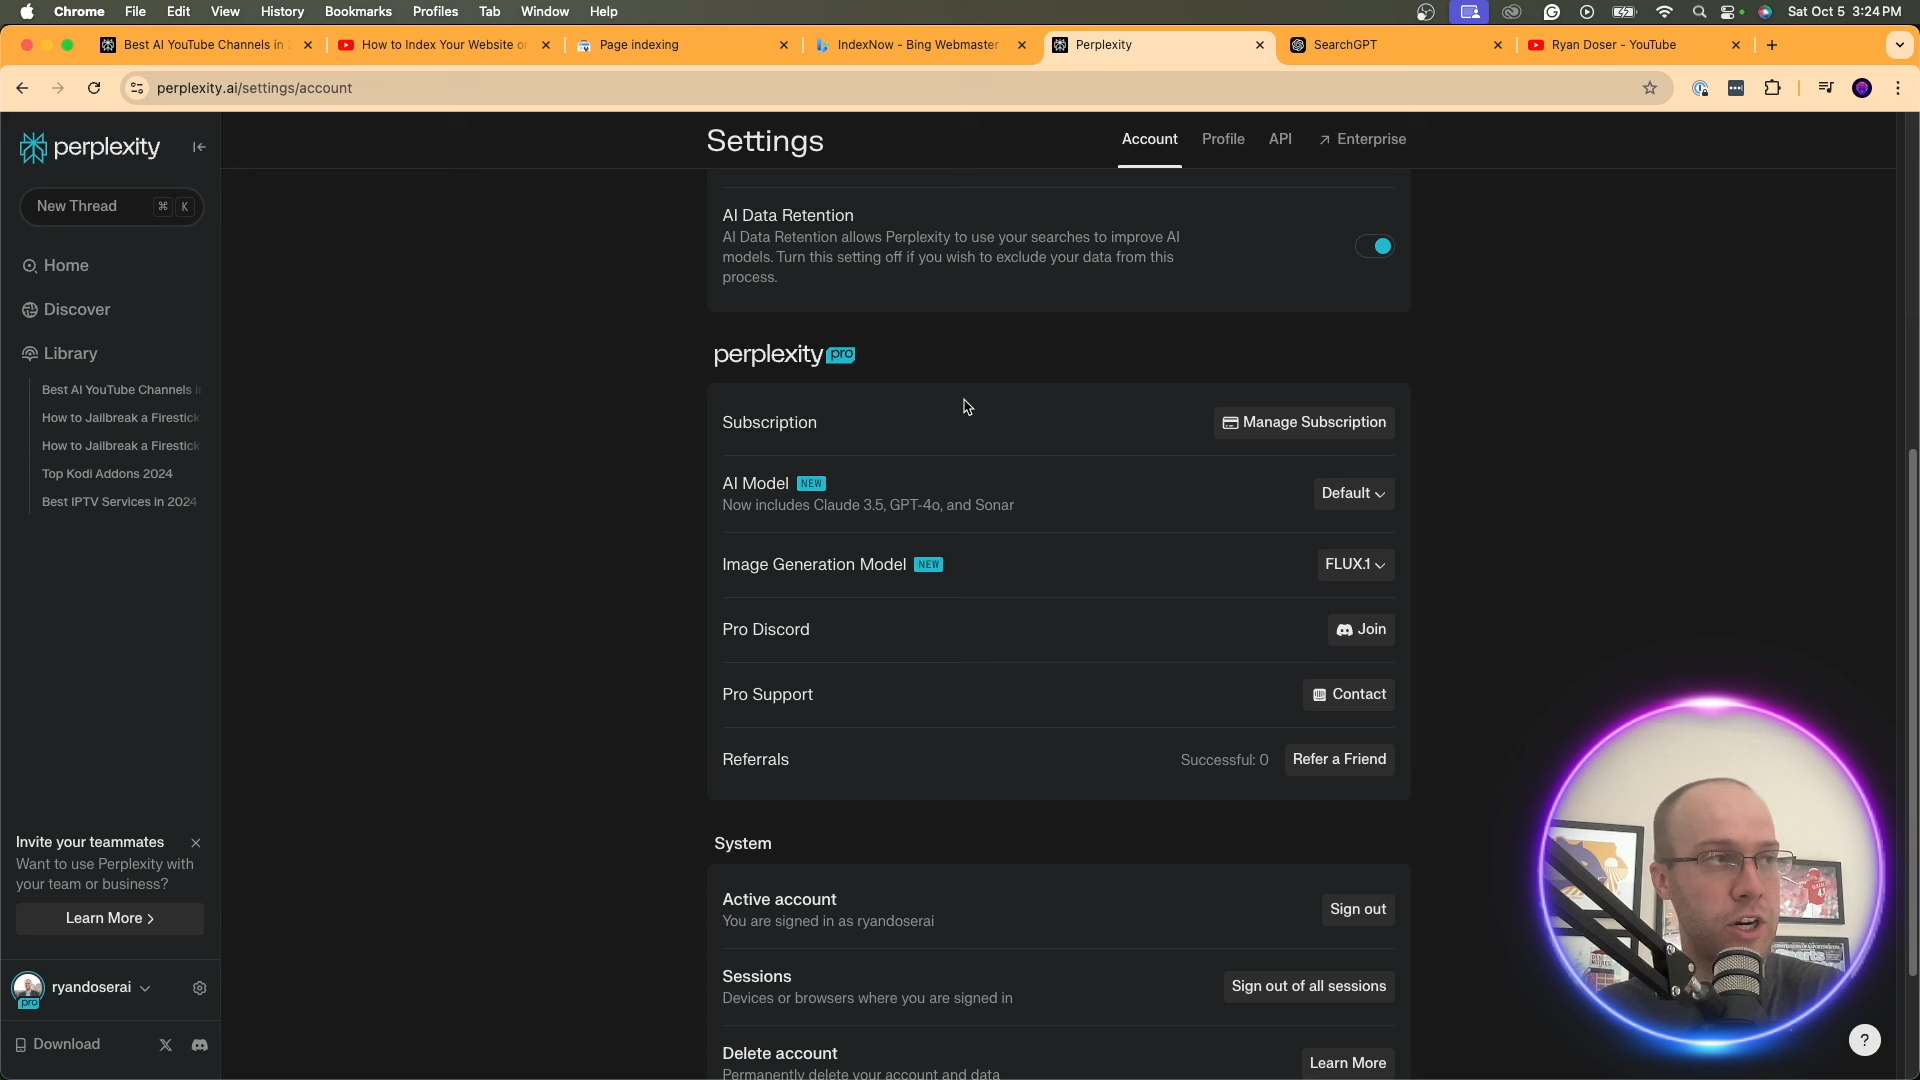 Chrome File Edit View History Bookmarks Profiles Tab Window Help Sat Oct 5 3:24 PM
Best AI YouTube Channels in 2
How to Index Your Website or
Page indexing
IndexNow - Bing Webmaster
Perplexity
SearchGPT
Ryan Doser - YouTube
perplexity.ai/settings/account
perplexity
New Thread ⌘ K
Home
Discover
Library
Best AI YouTube Channels in
How to Jailbreak a Firestick
How to Jailbreak a Firestick
Top Kodi Addons 2024
Best IPTV Services in 2024
Invite your teammates
Want to use Perplexity with
your team or business?
Learn More >
ryandoserai
pro
Download
Settings
Account Profile API Enterprise
AI Data Retention
AI Data Retention allows Perplexity to use your searches to improve AI
models. Turn this setting off if you wish to exclude your data from this
process.
perplexity pro
Subscription Manage Subscription
AI Model NEW Default
Now includes Claude 3.5, GPT-4o, and Sonar
Image Generation Model NEW FLUX.1
Pro Discord Join
Pro Support Contact
Referrals Successful: 0 Refer a Friend
System
Active account Sign out
You are signed in as ryandoserai
Sessions Sign out of all sessions
Devices or browsers where you are signed in
Delete account Learn More
Permanently delete your account and data
?